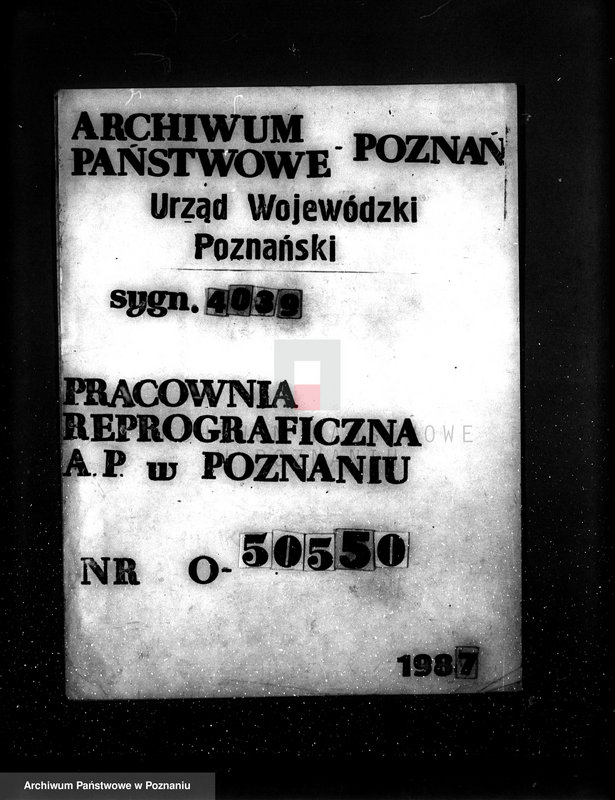 ARCHIWUM
PAŃSTWOWE - POZNAŃ
Urząd Wojewódzki
Poznański
sygn. 4039
PRACOWNIA
REPROGRAFICZNA
A.P. w POZNANIU
NR O-50550
1987
Archiwum Państwowe w Poznaniu